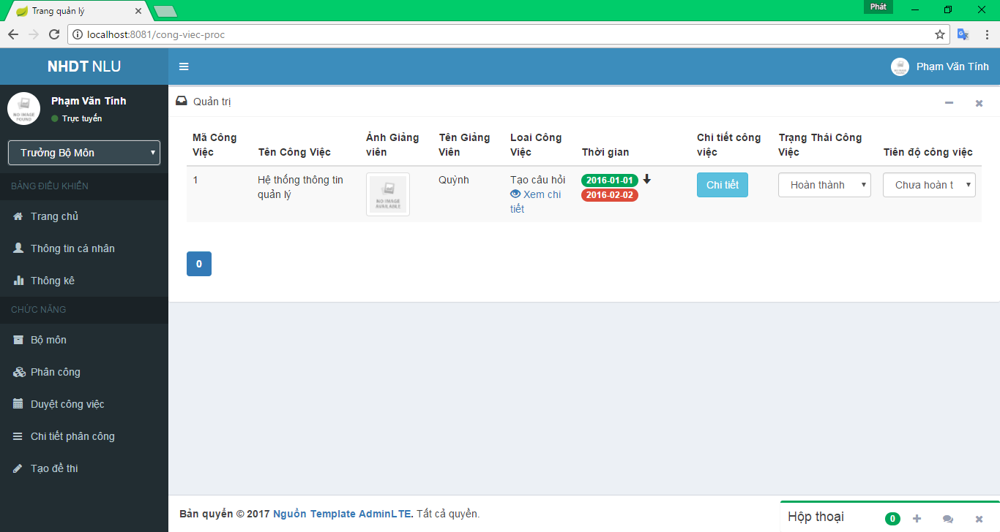 Trang quản lý
Phát
localhost:8081/cong-viec-proc
NHDT NLU
Phạm Văn Tính
Phạm Văn Tính
Trực tuyến
Trưởng Bộ Môn
BẢNG ĐIỀU KHIỂN
Trang chủ
Thông tin cá nhân
Thống kê
CHỨC NĂNG
Bộ môn
Phân công
Duyệt công việc
Chi tiết phân công
Tạo đề thi
Quản trị
Mã Công Việc
Tên Công Việc
Ảnh Giảng viên
Tên Giảng Viên
Loai Công Việc
Thời gian
Chi tiết công việc
Trạng Thái Công Việc
Tiến độ công việc
1
Hệ thống thông tin quản lý
NO IMAGE AVAILABLE
Quỳnh
Tạo câu hỏi
Xem chi tiết
2016-01-01
2016-02-02
Chi tiết
Hoàn thành
Chưa hoàn t
0
Bản quyền © 2017 Nguồn Template AdminLTE. Tất cả quyền.
Hộp thoại
0